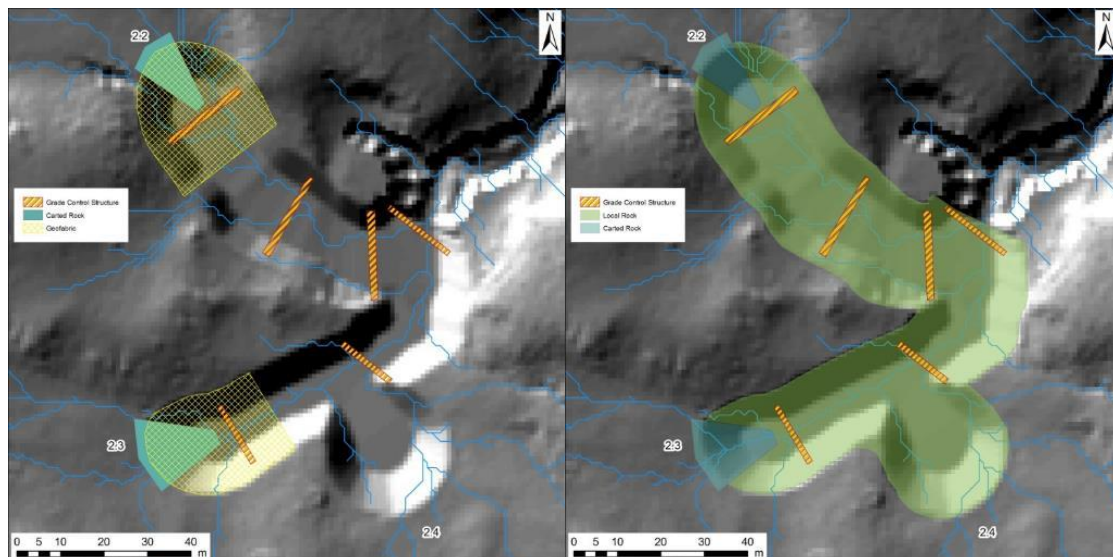 2.2
N
Grade Control Structure
Carted Rock
Geofabric
2.3
2.4
0 5 10 20 30 40
m
2.2
N
Grade Control Structure
Local Rock
Carted Rock
2.3
2.4
0 5 10 20 30 40
m